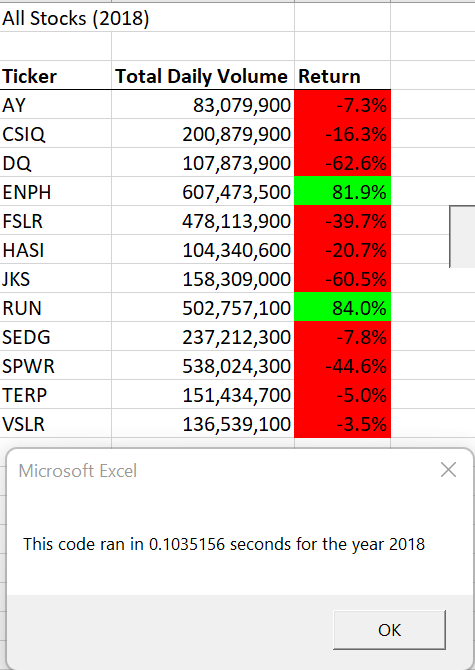 All Stocks (2018)
Ticker Total Daily Volume Return
AY 83,079,900 -7.3%
CSIQ 200,879,900 -16.3%
DQ 107,873,900 -62.6%
ENPH 607,473,500 81.9%
FSLR 478,113,900 -39.7%
HASI 104,340,600 -20.7%
JKS 158,309,000 -60.5%
RUN 502,757,100 84.0%
SEDG 237,212,300 -7.8%
SPWR 538,024,300 -44.6%
TERP 151,434,700 -5.0%
VSLR 136,539,100 -3.5%
Microsoft Excel
This code ran in 0.1035156 seconds for the year 2018
OK